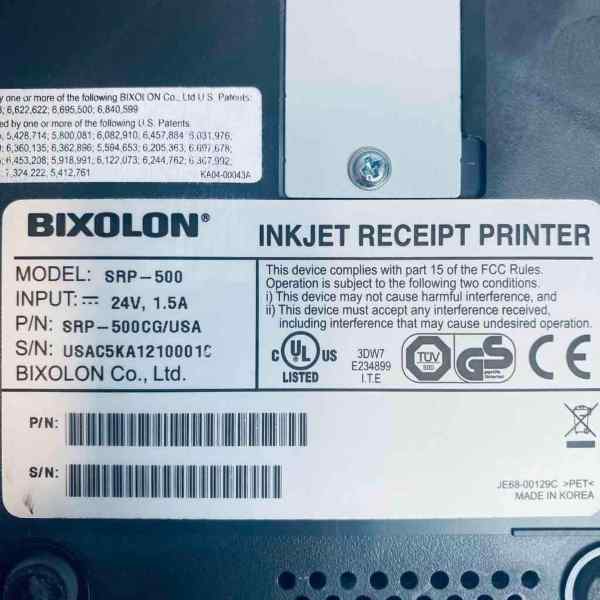 y one or more of the following BIXOLON Co., Ltd U.S. Patents:
6,622,622; 6,695,500; 6,840,599
ed by one or more of the following U.S. Patents
5,428,714; 5,800,081; 6,082,910; 6,457,884; 6,031,976;
6,360,135; 6,362,896; 5,594,653; 6,205,363; 6,697,678;
6,453,208; 5,918,991; 6,122,073; 6,244,762; 6,307,992;
7,324,222, 5,412,761
KA04-00043A
BIXOLON®
INKJET RECEIPT PRINTER
MODEL: SRP-500
INPUT: 24V, 1.5A
P/N: SRP-500CG/USA
S/N: USAC5KA1210001
BIXOLON Co., Ltd.
This device complies with part 15 of the FCC Rules.
Operation is subject to the following two conditions.
i) This device may not cause harmful interference, and
ii) This device must accept any interference received,
including interference that may cause undesired operation.
C UL US
LISTED
3DW7
E234899
I.T.E
TÜV
GS
CE
P/N:
S/N:
JE68-00129C >PET<
MADE IN KOREA